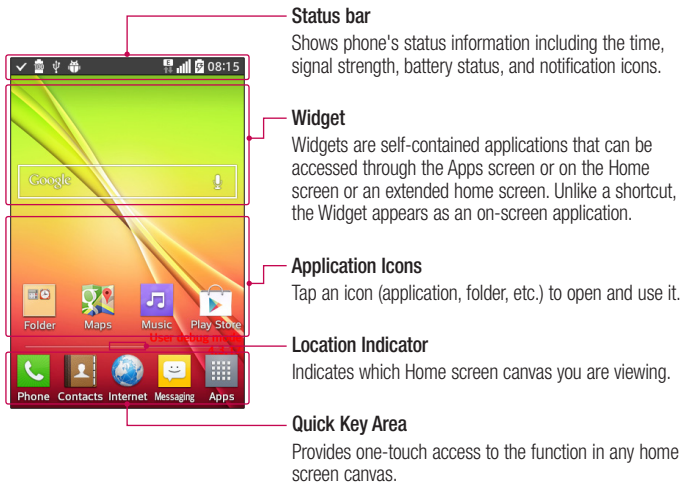 Status bar
Shows phone's status information including the time,
signal strength, battery status, and notification icons.
E
08:15
Widget
Widgets are self-contained applications that can be
accessed through the Apps screen or on the Home
screen or an extended home screen. Unlike a shortcut,
the Widget appears as an on-screen application.
Google
Application Icons
Tap an icon (application, folder, etc.) to open and use it.
Folder Maps Music Play Store
User debug mode
Location Indicator
Indicates which Home screen canvas you are viewing.
Phone Contacts Internet Messaging Apps
Quick Key Area
Provides one-touch access to the function in any home
screen canvas.